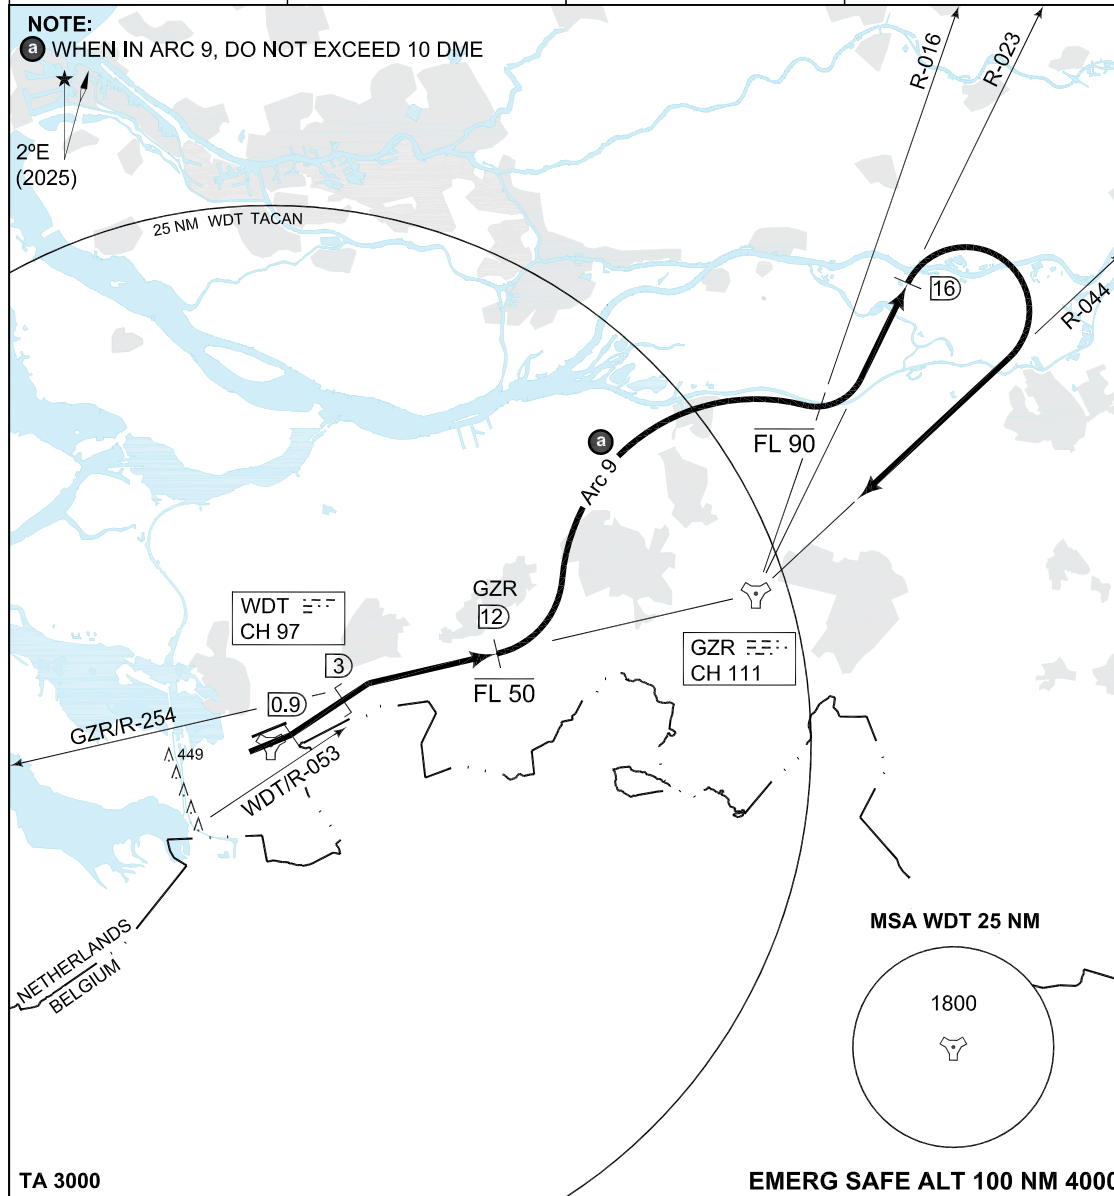 NOTE:
a WHEN IN ARC 9, DO NOT EXCEED 10 DME
2ºE
(2025)
25 NM WDT TACAN
R-016
R-023
R-044
16
a
Arc 9
FL 90
GZR
12
FL 50
WDT
CH 97
GZR
CH 111
3
0.9
GZR/R-254
WDT/R-053
449
NETHERLANDS
BELGIUM
MSA WDT 25 NM
1800
TA 3000
EMERG SAFE ALT 100 NM 4000